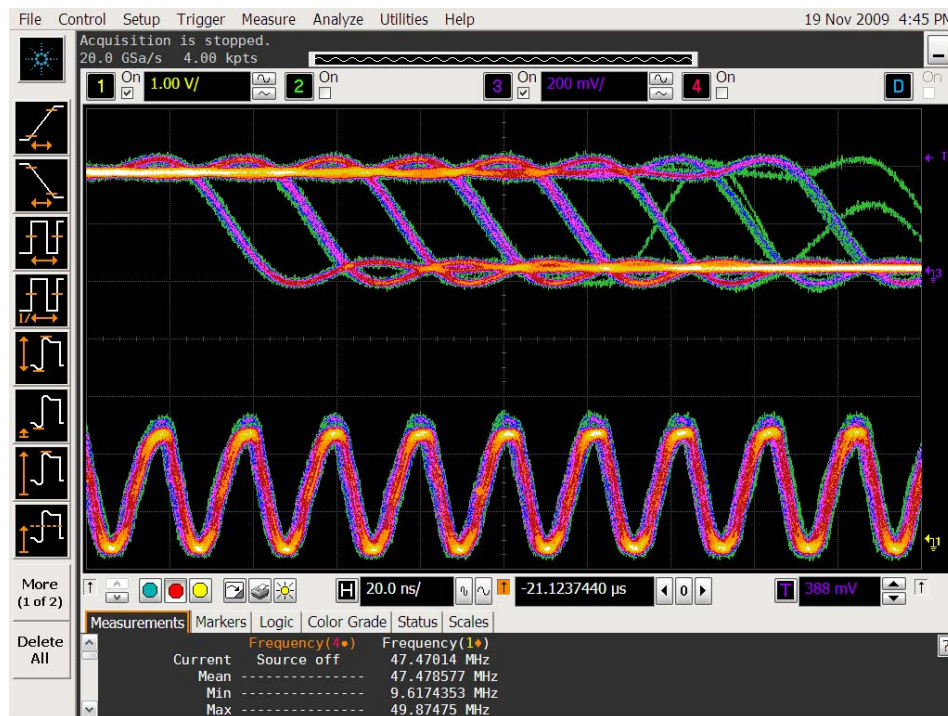 File Control Setup Trigger Measure Analyze Utilities Help 19 Nov 2009 4:45 PM
Acquisition is stopped.
20.0 GSa/s 4.00 kpts
1 On 1.00 V/ 2 On 3 On 200 mV/ 4 On D On
T
3
1/
1
More
(1 of 2)
H 20.0 ns/ T -21.1237440 µs 0 T 388 mV
Delete
All
Measurements Markers Logic Color Grade Status Scales
Frequency(4●) Frequency(1♦) ?
Current Source off 47.47014 MHz
Mean --------------- 47.478577 MHz
Min --------------- 9.6174353 MHz
Max --------------- 49.87475 MHz